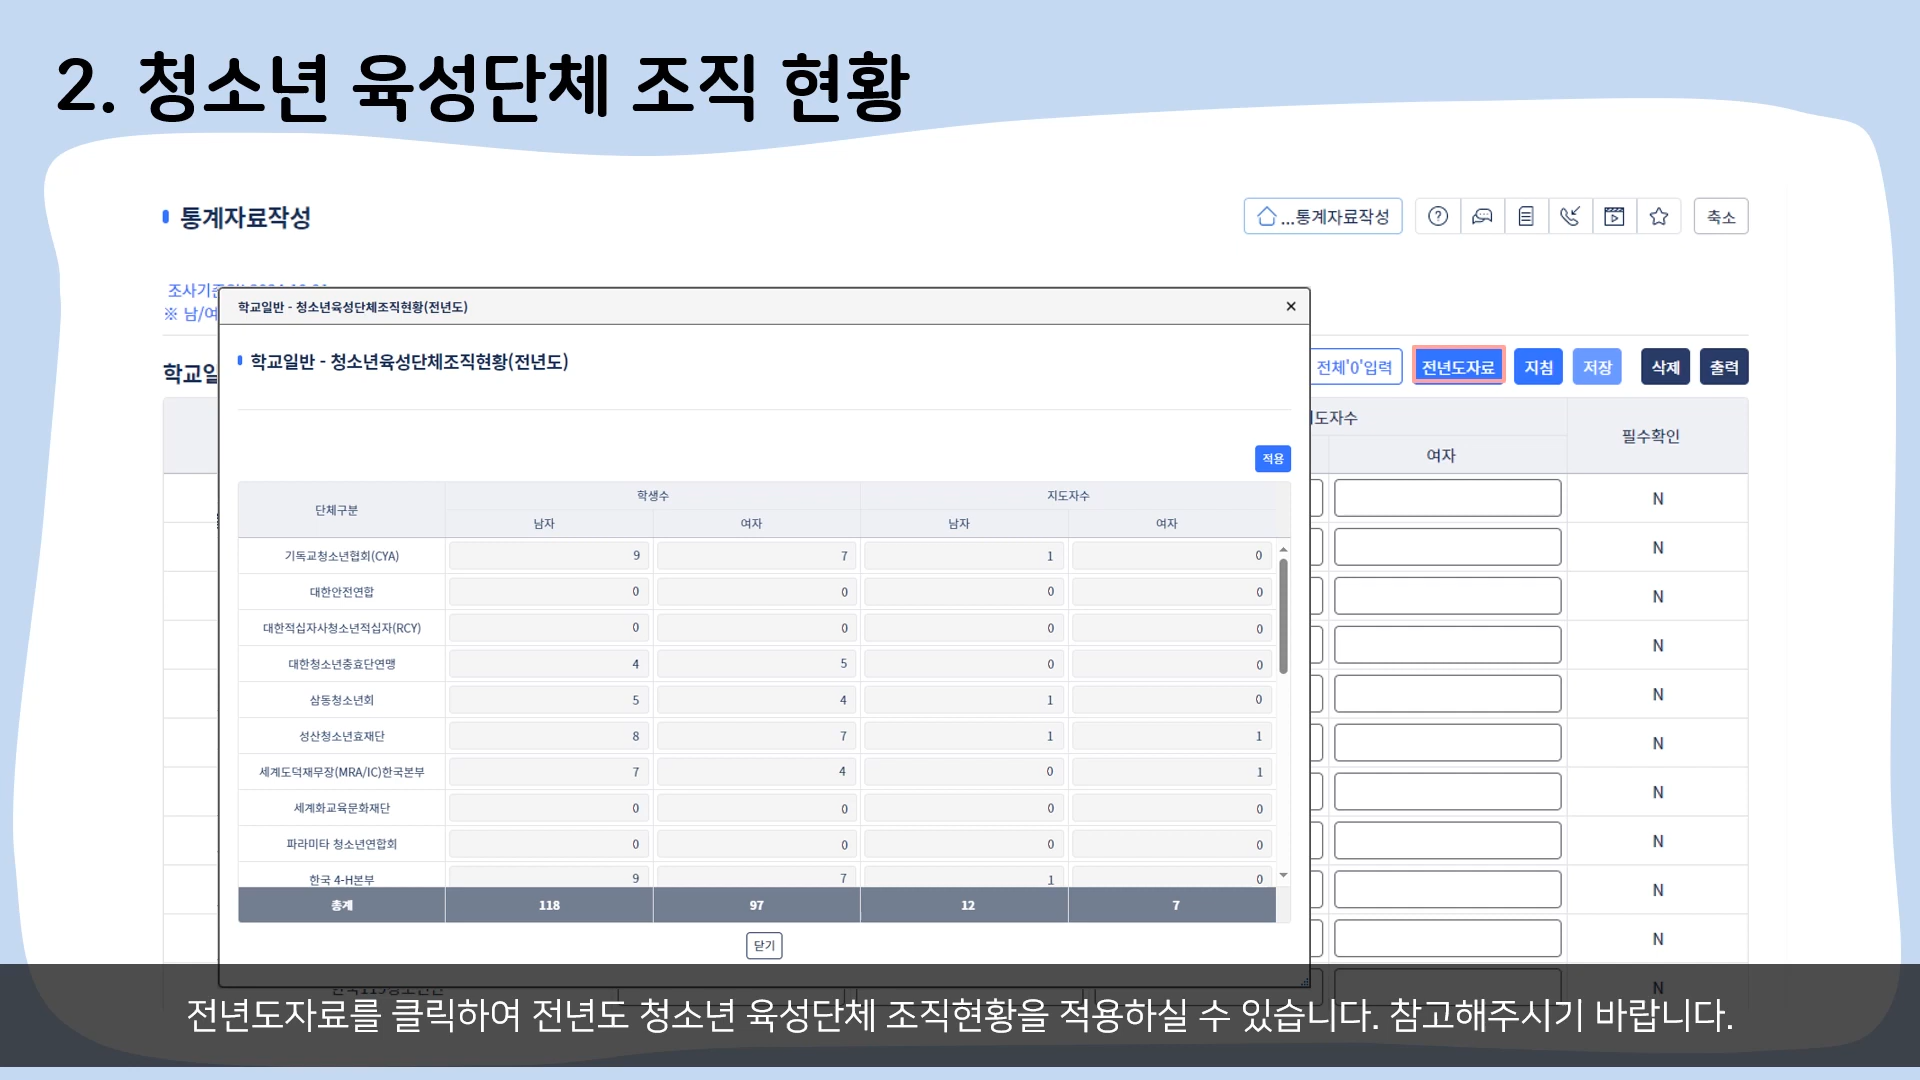 2. 청소년 육성단체 조직 현황
통계자료작성
...통계자료작성
축소
조사기준
※ 남/여
학교일반 - 청소년육성단체조직현황(전년도)
학교일반 - 청소년육성단체조직현황(전년도)
학교일
전체'0'입력 전년도자료 지침 저장 삭제 출력
적용
도자수 필수확인
여자
단체구분 학생수 지도자수
남자 여자 남자 여자
기독교청소년협회(CYA) 9 7 1 0
대한안전연합 0 0 0 0
대한적십자사청소년적십자(RCY) 0 0 0 0
대한청소년충효단연맹 4 5 0 0
삼동청소년회 5 4 1 0
성산청소년효재단 8 7 1 1
세계도덕재무장(MRA/IC)한국본부 7 4 0 1
세계화교육문화재단 0 0 0 0
파라미타 청소년연합회 0 0 0 0
한국 4-H본부 9 7 1 0
총계 118 97 12 7
닫기
N
N
N
N
N
N
N
N
N
N
N
전년도자료를 클릭하여 전년도 청소년 육성단체 조직현황을 적용하실 수 있습니다. 참고해주시기 바랍니다.